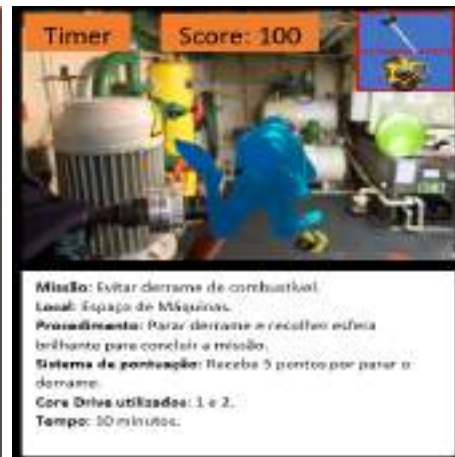 Timer
Score: 100
Missão: Evitar derrame de combustível.
Local: Espaço de Máquinas.
Procedimento: Parar derrame e recolher esfera
brilhante para concluir a missão.
Sistema de pontuação: Recebe 5 pontos por parar o
derrame.
Core Drive utilizados: 1 e 2.
Tempo: 10 minutos.